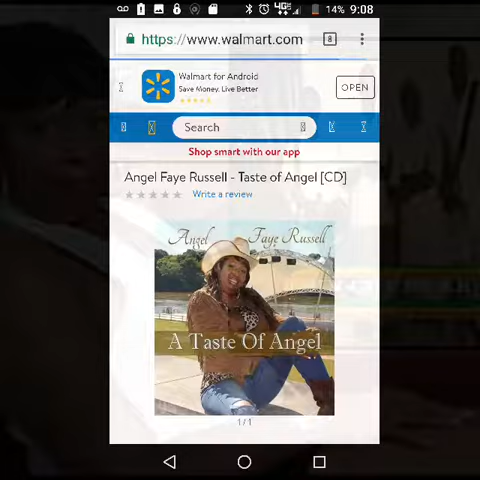 14% 9:08
https://www.walmart.com 8
Walmart for Android
Save Money. Live Better
OPEN
Search
Shop smart with our app
Angel Faye Russell - Taste of Angel [CD]
Write a review
Angel Faye Russell
A Taste Of Angel
1 / 1